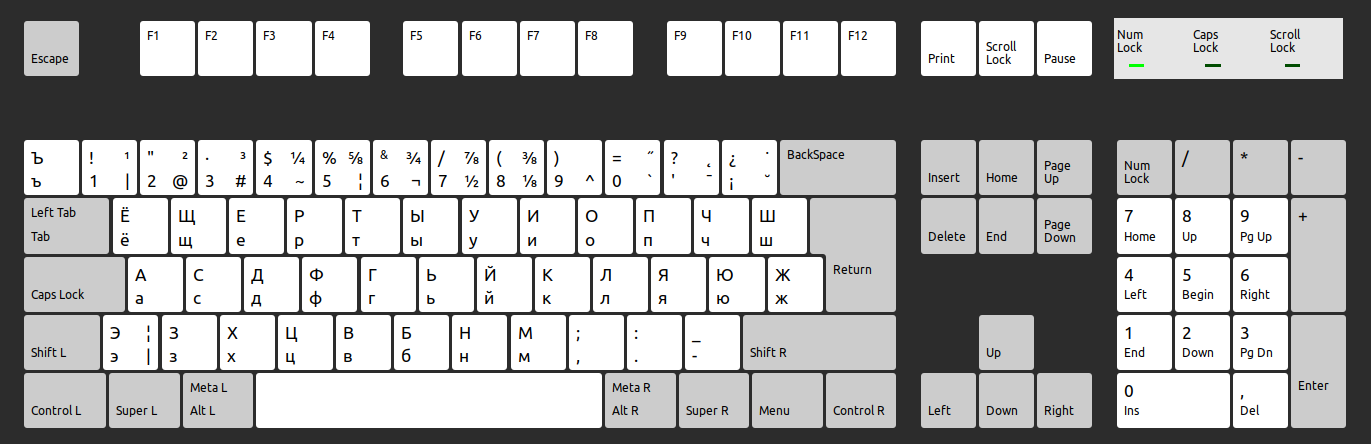 Escape F1 F2 F3 F4 F5 F6 F7 F8 F9 F10 F11 F12 Print Scroll Lock Pause Num Lock Caps Lock Scroll Lock
Ъ ! ¹ " ² · ³ $ ¼ % ⅝ & ¾ / ⅞ ( ⅜ ) = ˝ ? ˛ ¿ ˙ BackSpace
ъ 1 | 2 @ 3 # 4 ~ 5 ¦ 6 ¬ 7 ½ 8 ⅛ 9 ^ 0 ` ' ¯ ¡ ˘
Insert Home Page Up Num Lock / * -
Left Tab Ё Щ Е Р Т Ы У И О П Ч Ш
Tab ё щ е р т ы у и о п ч ш
Delete End Page Down 7 8 9 +
Home Up Pg Up
Caps Lock А С Д Ф Г Ь Й К Л Я Ю Ж Return
а с д ф г ь й к л я ю ж
4 5 6
Left Begin Right
Shift L Э ¦ З Х Ц В Б Н М ; : _ Shift R
э | з х ц в б н м , . -
Up 1 2 3
End Down Pg Dn Enter
Control L Super L Meta L Alt L Meta R Alt R Super R Menu Control R
Left Down Right 0 ,
Ins Del